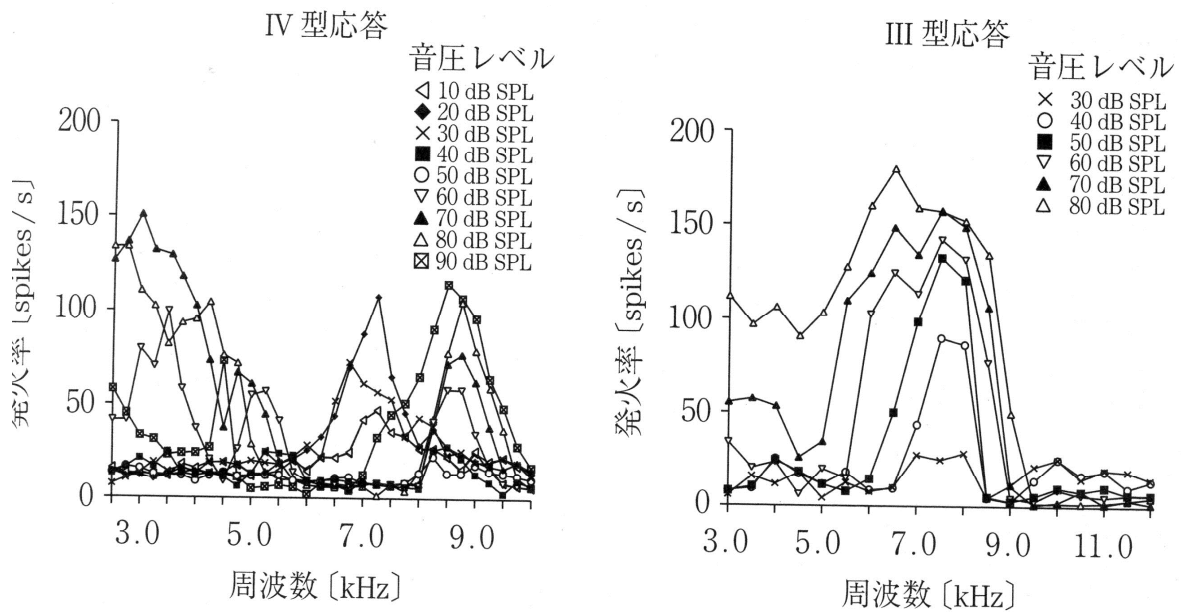 IV 型応答
音圧レベル
10 dB SPL
20 dB SPL
30 dB SPL
40 dB SPL
50 dB SPL
60 dB SPL
70 dB SPL
80 dB SPL
90 dB SPL
200
150
100
50
0
発火率〔spikes / s〕
3.0 5.0 7.0 9.0
周波数〔kHz〕
III 型応答
音圧レベル
30 dB SPL
40 dB SPL
50 dB SPL
60 dB SPL
70 dB SPL
80 dB SPL
200
150
100
50
0
発火率〔spikes / s〕
3.0 5.0 7.0 9.0 11.0
周波数〔kHz〕